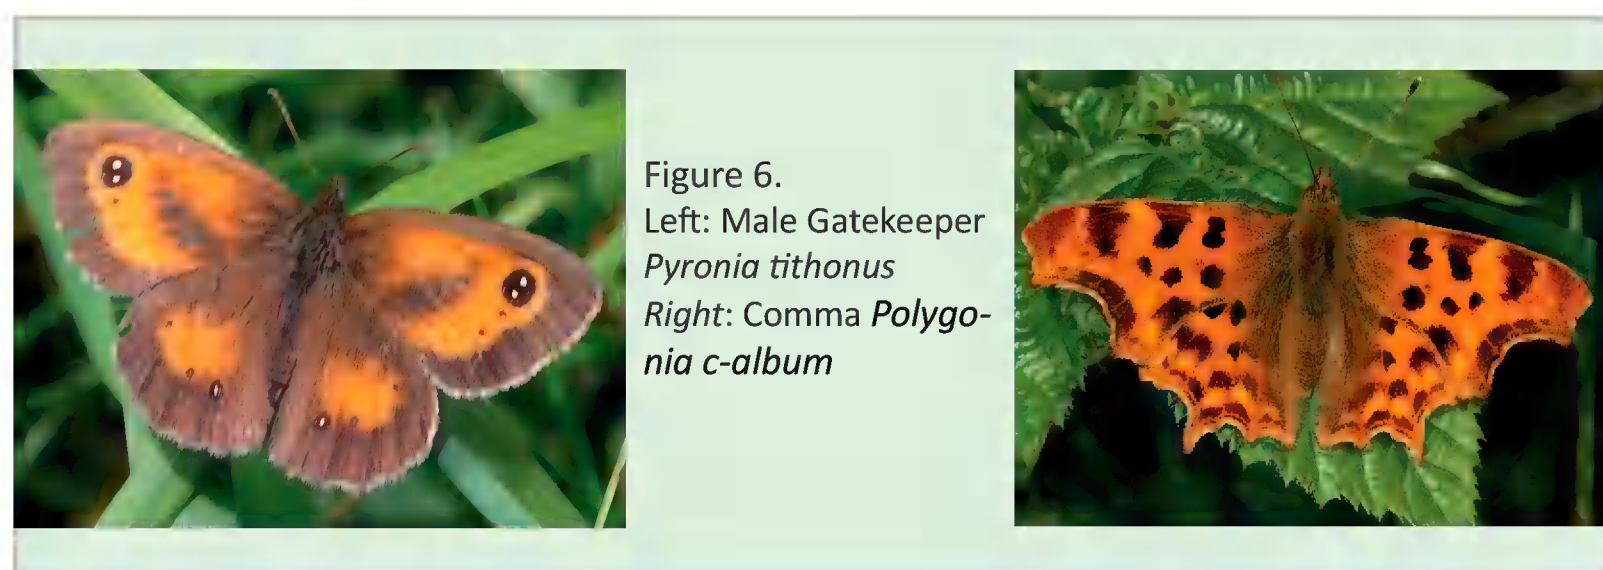 Figure 6.
Left: Male Gatekeeper
Pyronia tithonus
Right: Comma Polygo-
nia c-album